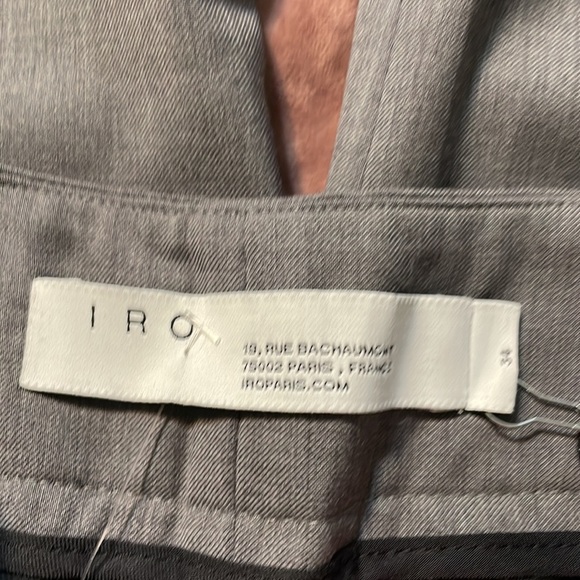 IRO
19, RUE BACHAUMONT
75002 PARIS, FRANCE
IROPARIS.COM
34